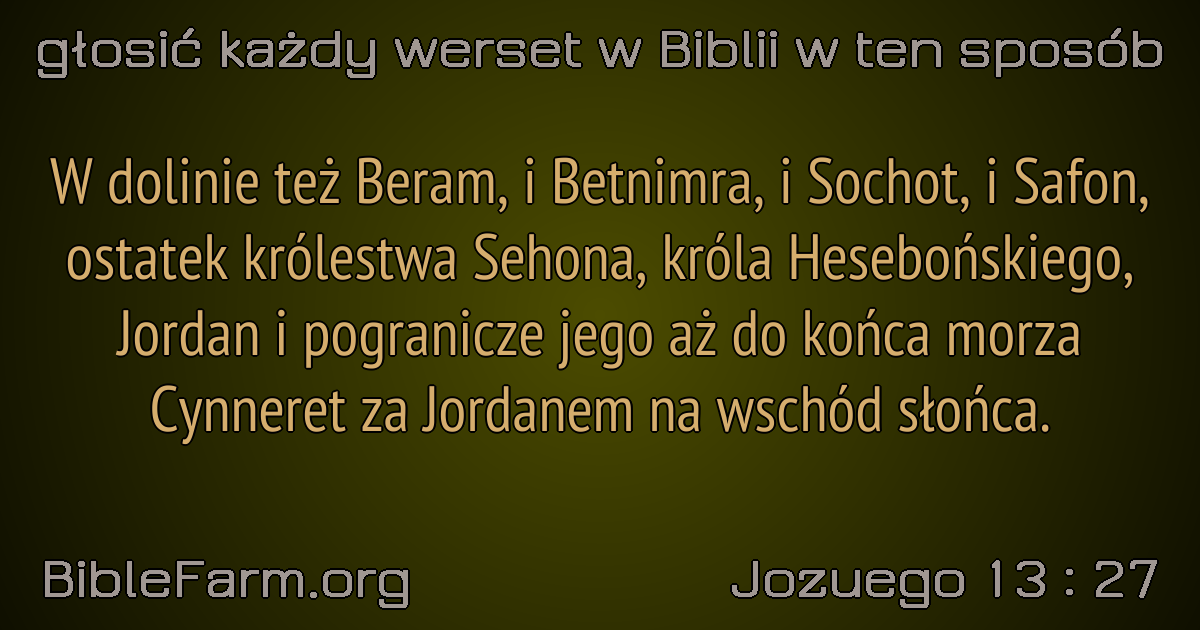 głosić każdy werset w Biblii w ten sposób
W dolinie też Beram, i Betnimra, i Sochot, i Safon,
ostatek królestwa Sehona, króla Hesebońskiego,
Jordan i pogranicze jego aż do końca morza
Cynneret za Jordanem na wschód słońca.
BibleFarm.org
Jozuego 13 : 27